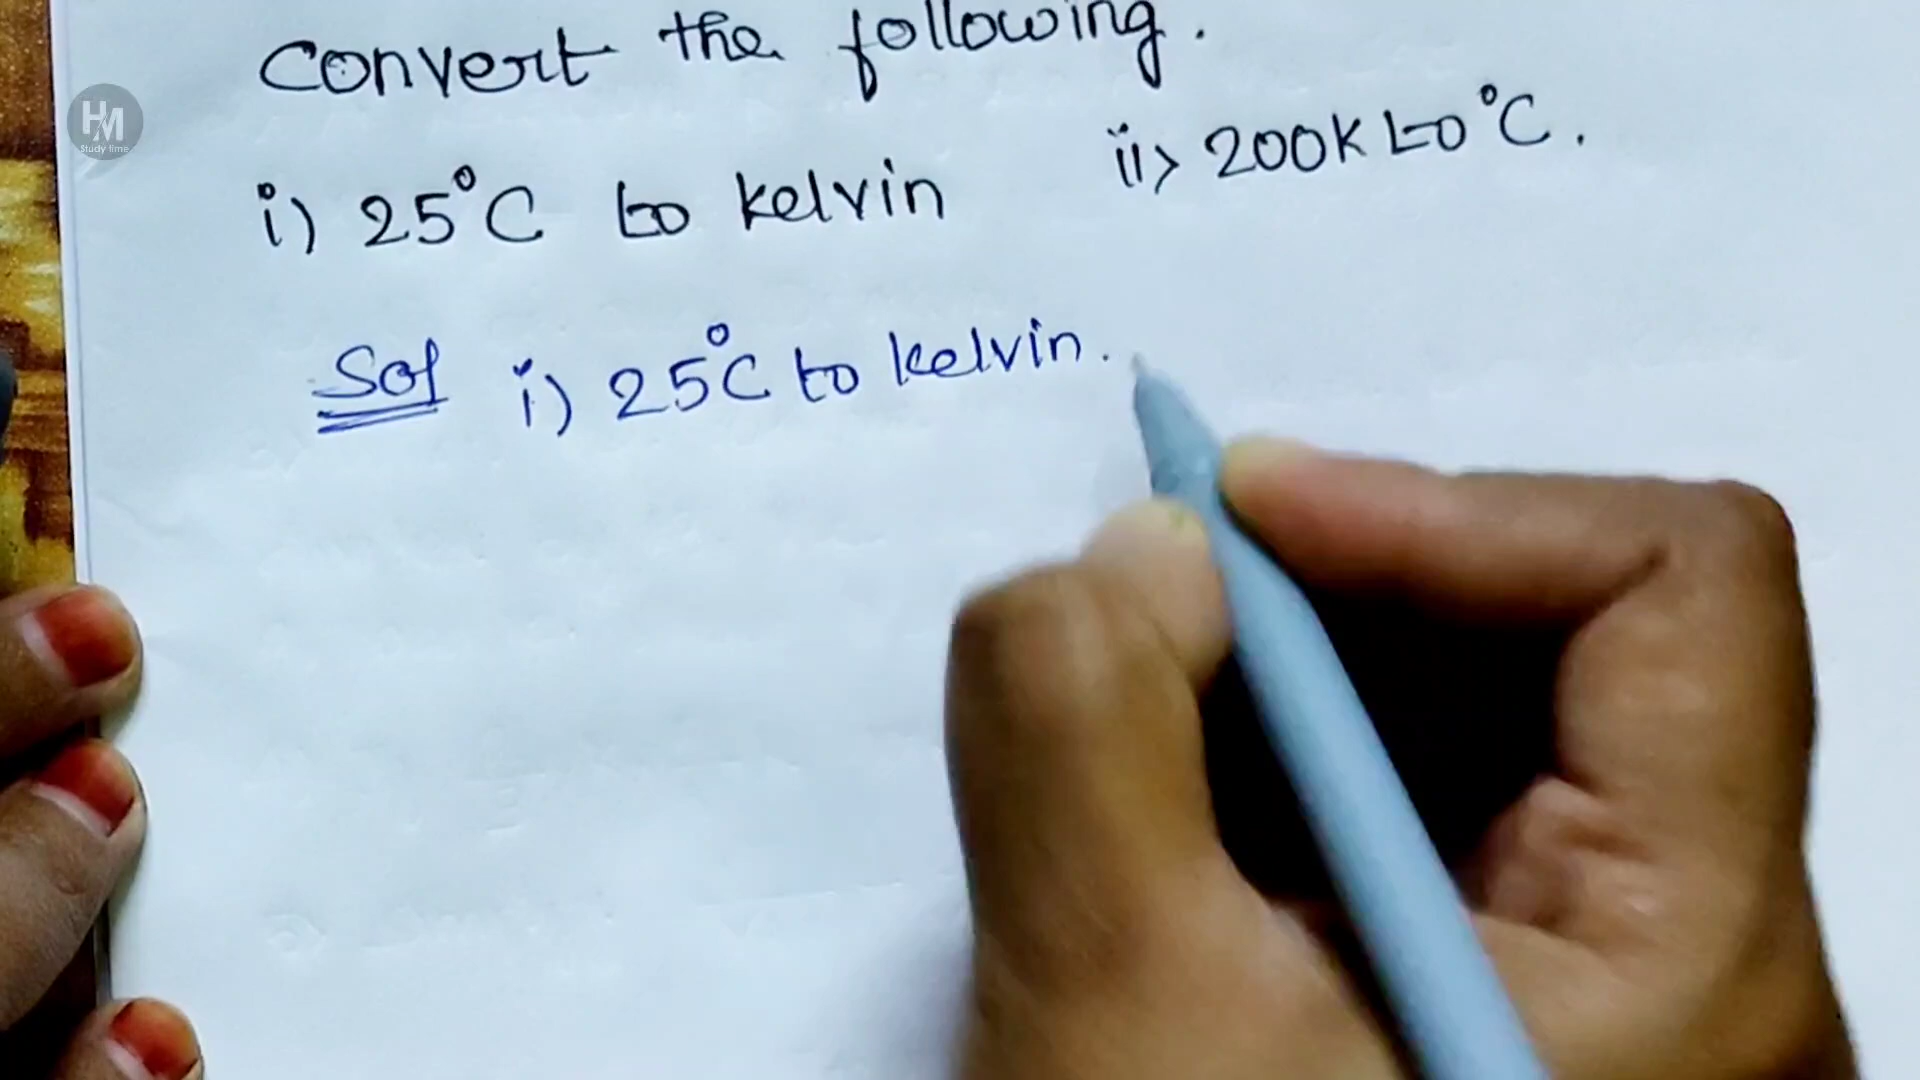 Convert the following.
i) 25°C to kelvin ii> 200K to °C.
Sol i) 25°C to kelvin.
HM
Study time